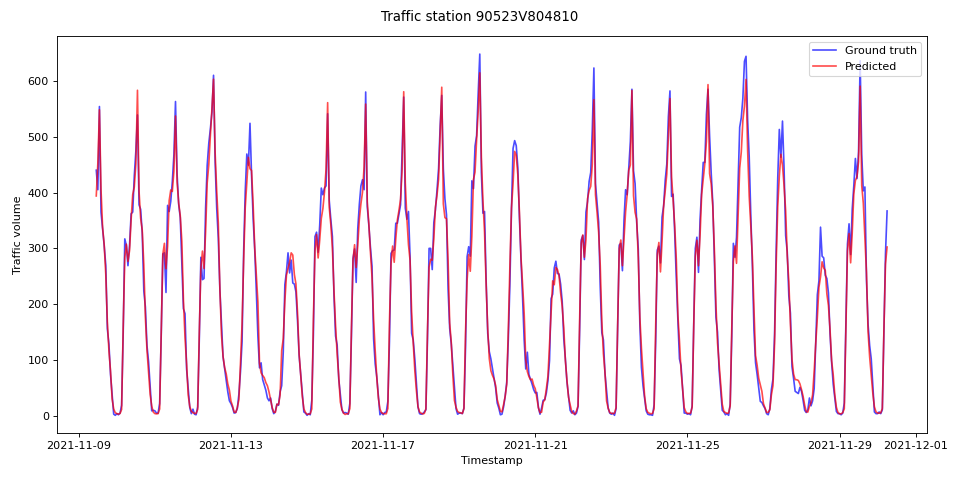 Traffic station 90523V804810
Ground truth
Predicted
Traffic volume
600
500
400
300
200
100
0
2021-11-09
2021-11-13
2021-11-17
2021-11-21
2021-11-25
2021-11-29
2021-12-01
Timestamp